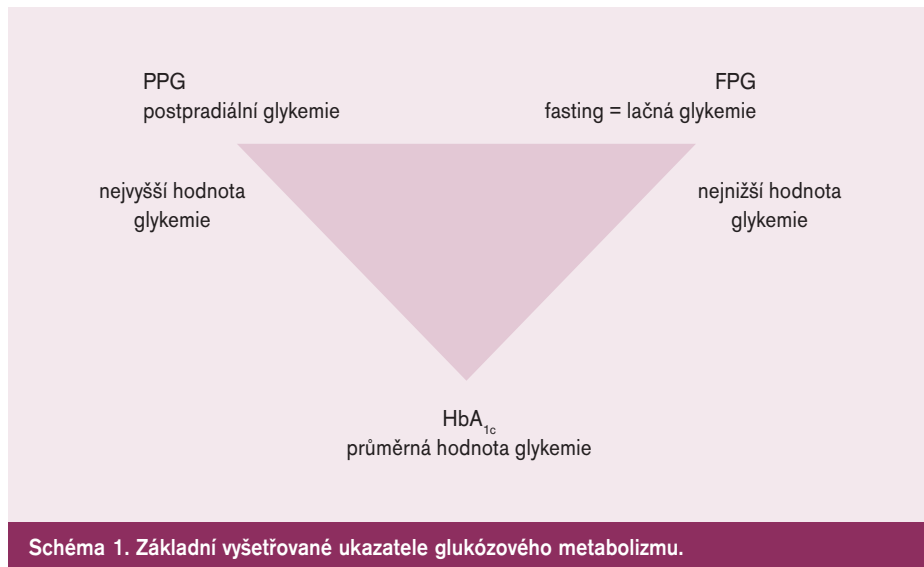 PPG
postpradiální glykemie
FPG
fasting = lačná glykemie
nejvyšší hodnota
glykemie
nejnižší hodnota
glykemie
HbA1c
průměrná hodnota glykemie
Schéma 1. Základní vyšetřované ukazatele glukózového metabolizmu.